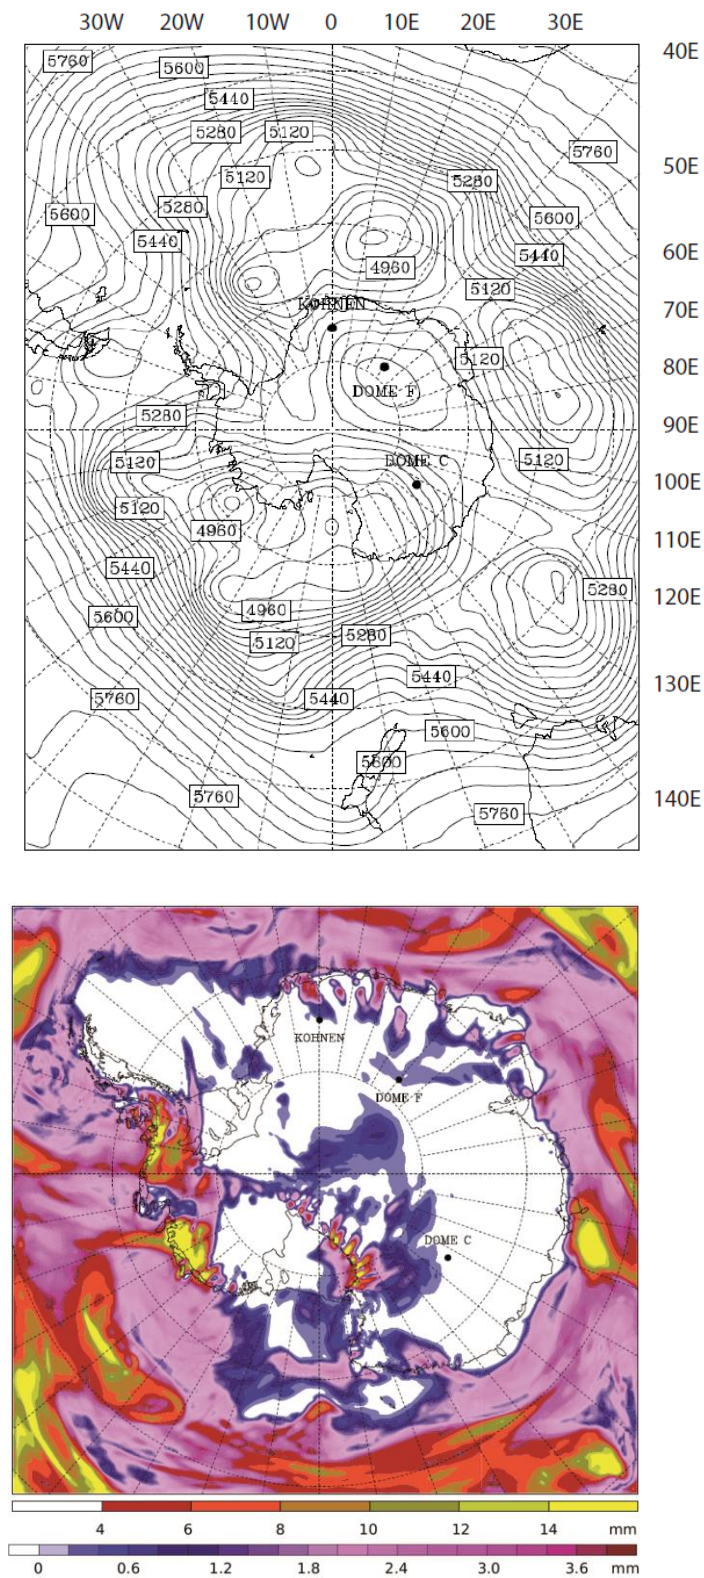 30W 20W 10W 0 10E 20E 30E
40E
5760 5600
5440
5280 5120
5760
50E
5120 5280
5280
5600 5600
5440 5440
60E
4960
5120
KOHNEN
70E
5120
80E
DOME F
5280
90E
DOME C
5120 5120
100E
5120
4960
110E
5440
5280
120E
4960
5600
5120 5280
5440
130E
5760 5440
5600
5600
5760
140E
5760
KOHNEN
DOME F
DOME C
4 6 8 10 12 14 mm
0 0.6 1.2 1.8 2.4 3.0 3.6 mm